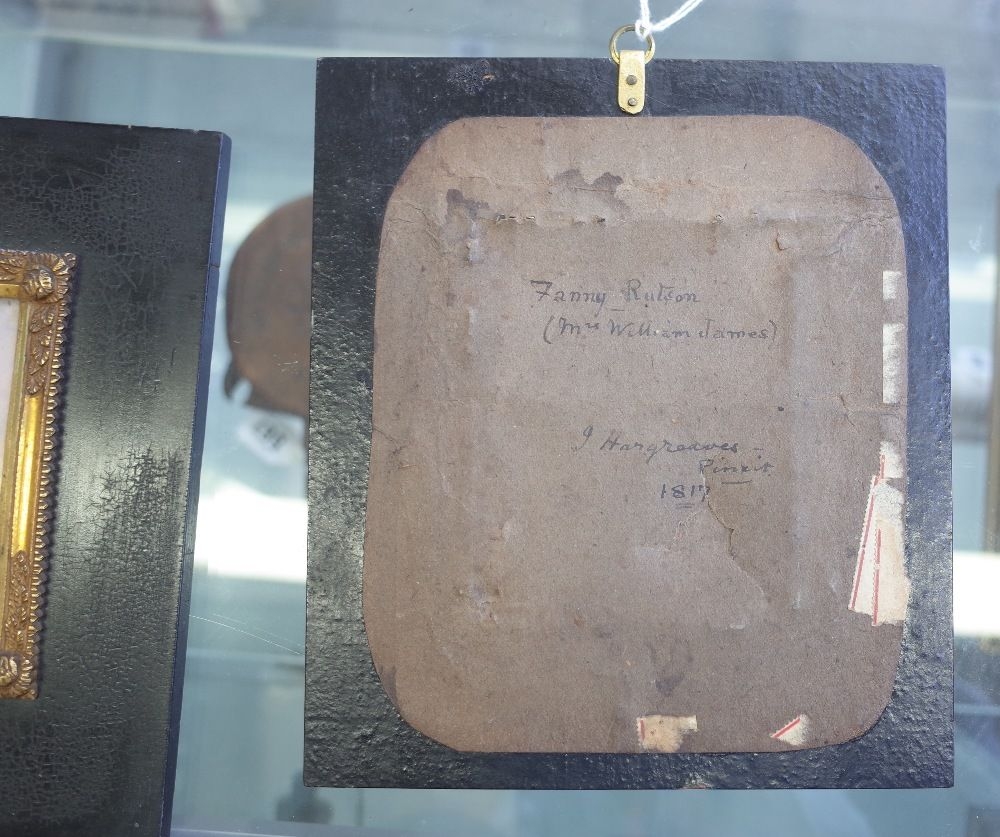 Fanny Rutson
(Mrs William James)
J Hargreaves -
Pinxit
1817